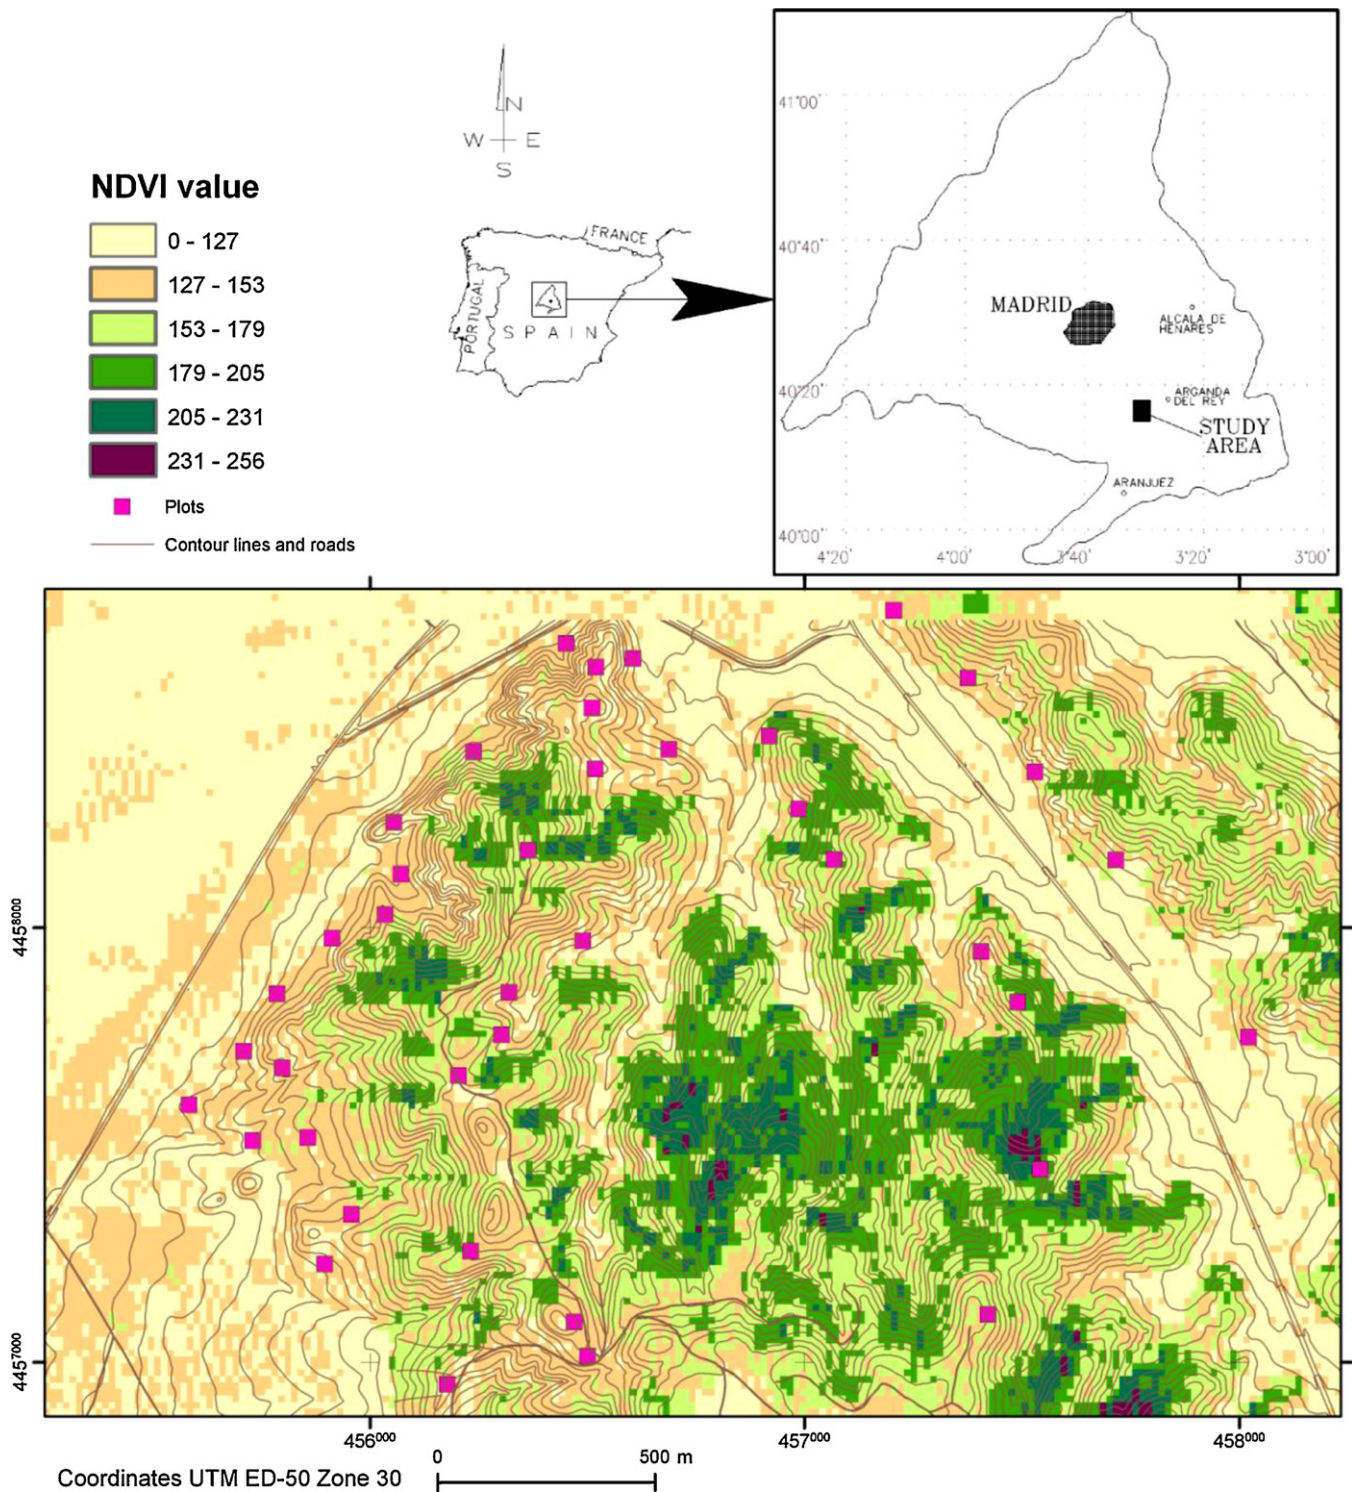 N
W E
S
NDVI value
0 - 127
127 - 153
153 - 179
179 - 205
205 - 231
231 - 256
Plots
Contour lines and roads
FRANCE
PORTUGAL
SPAIN
41°00'
40°40'
40°20'
40°00'
4°20'
4°00'
3°40'
3°20'
3°00'
MADRID
ALCALA DE
HENARES
ARGANDA
DEL REY
STUDY
AREA
ARANJUEZ
4458000
4457000
456000
457000
458000
0 500 m
Coordinates UTM ED-50 Zone 30